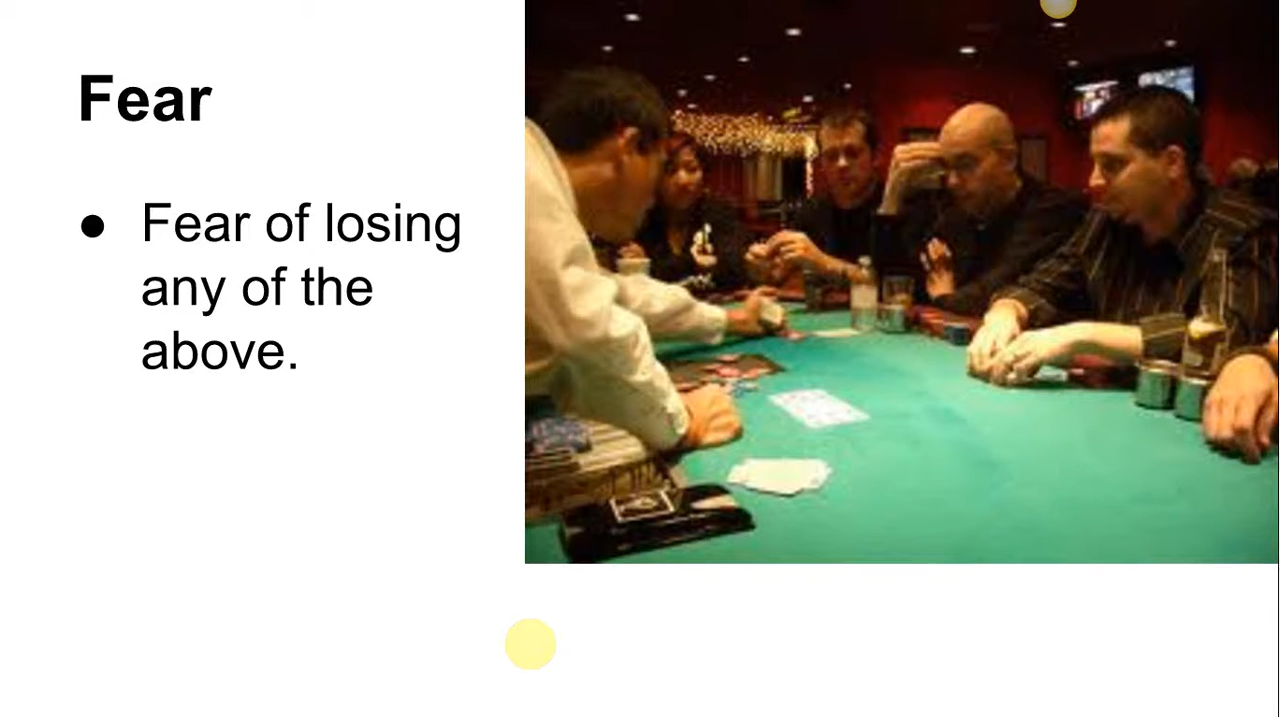 Fear
● Fear of losing
any of the
above.